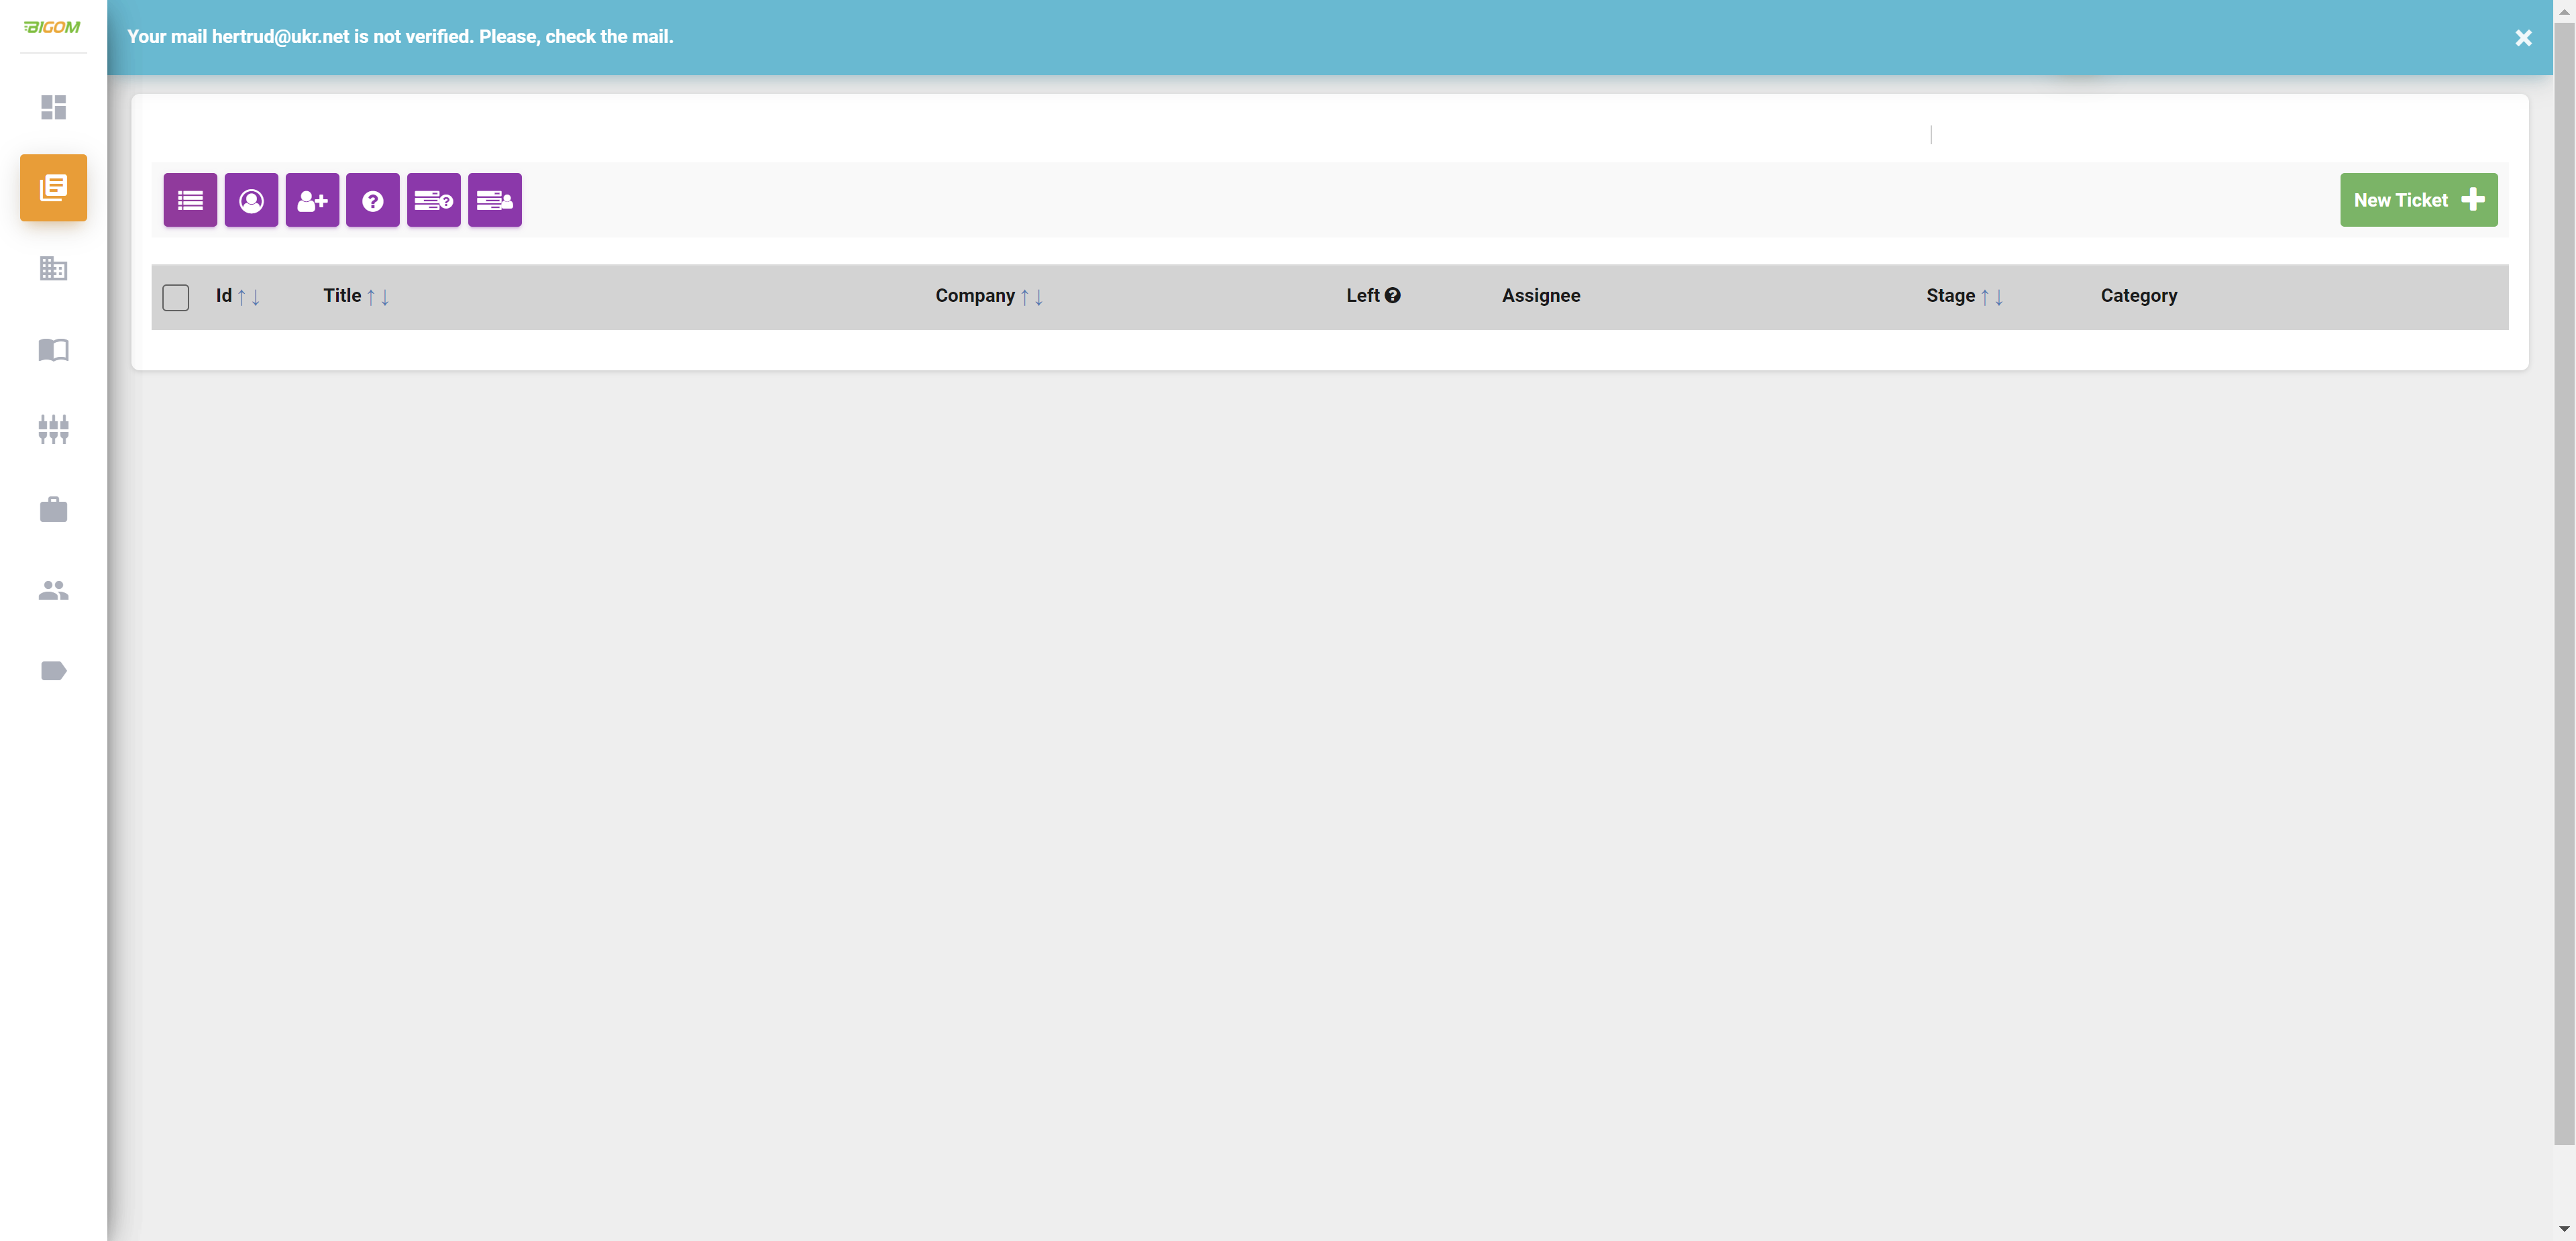 BIGOM
Your mail hertrud@ukr.net is not verified. Please, check the mail.
New Ticket
Id ↑↓ Title ↑↓ Company ↑↓ Left Assignee Stage ↑↓ Category